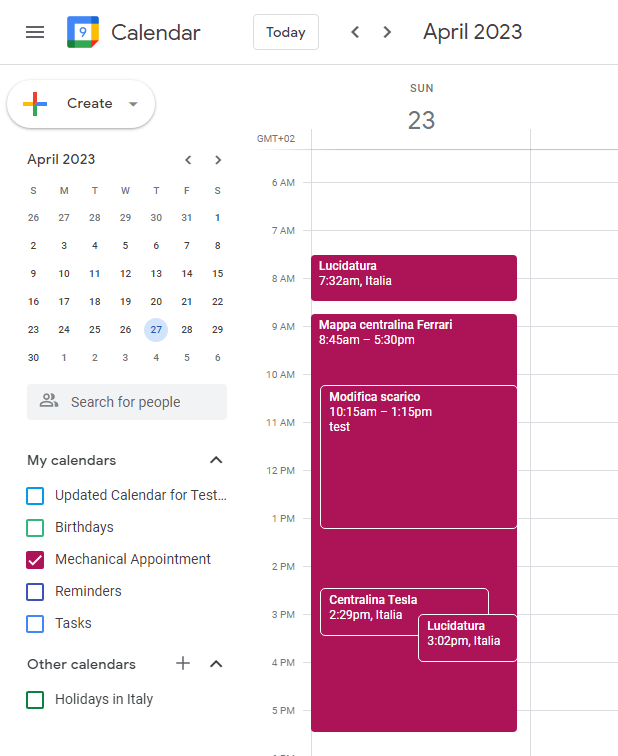 9 Calendar Today April 2023
Create
SUN
23
GMT+02
April 2023
S M T W T F S
26 27 28 29 30 31 1
2 3 4 5 6 7 8
9 10 11 12 13 14 15
16 17 18 19 20 21 22
23 24 25 26 27 28 29
30 1 2 3 4 5 6
Search for people
My calendars
Updated Calendar for Test...
Birthdays
Mechanical Appointment
Reminders
Tasks
Other calendars
Holidays in Italy
6 AM
7 AM
Lucidatura
7:32am, Italia
8 AM
9 AM
Mappa centralina Ferrari
8:45am – 5:30pm
10 AM
Modifica scarico
10:15am – 1:15pm
test
11 AM
12 PM
1 PM
2 PM
Centralina Tesla
2:29pm, Italia
3 PM
Lucidatura
3:02pm, Italia
4 PM
5 PM